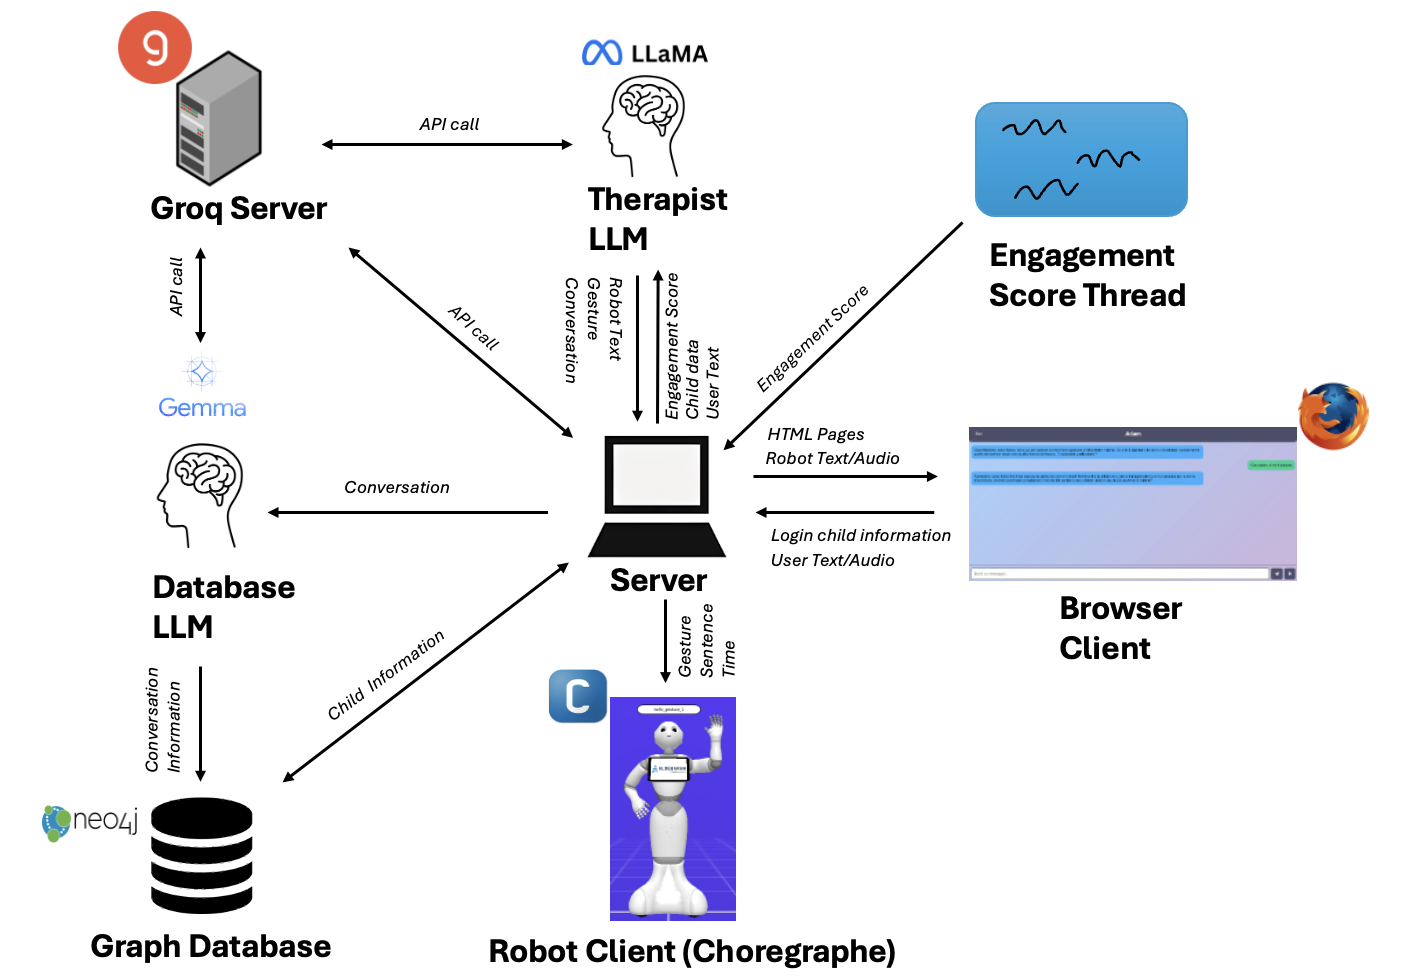 g
LLaMA
API call
Groq Server
Therapist
LLM
Engagement
Score Thread
API call
API call
Robot Text
Gesture
Conversation
Engagement Score
Child data
User Text
Engagement Score
Gemma
HTML Pages
Robot Text/Audio
Conversation
Login child information
User Text/Audio
Database
LLM
Server
Browser
Client
Conversation
Information
Child Information
Gesture
Sentence
Time
C
hello_gesture_1
neo4j
Graph Database
Robot Client (Choregraphe)